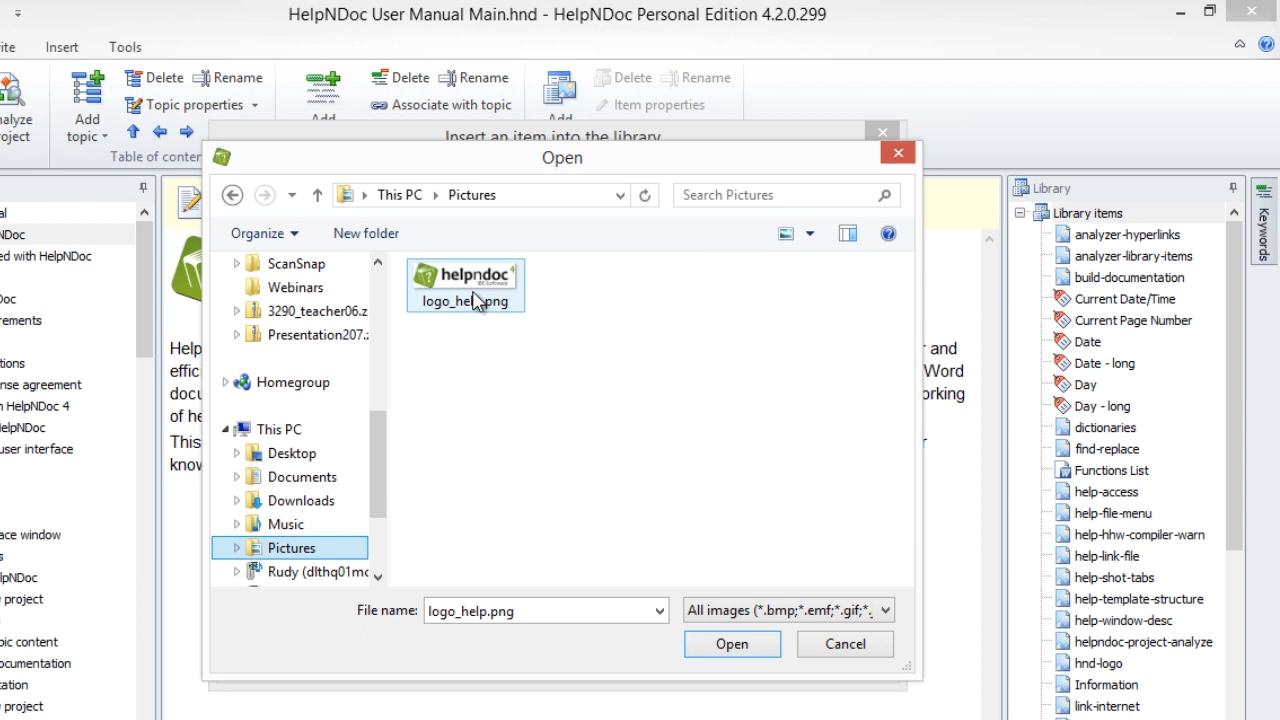 HelpNDoc User Manual Main.hnd - HelpNDoc Personal Edition 4.2.0.299
ite Insert Tools
Delete Rename
Delete Rename
Delete Rename
nalyze
oject
Add
topic
Topic properties
Associate with topic
Item properties
Add
Add
Table of conten
Insert an item into the library
Open
This PC Pictures
Search Pictures
Organize New folder
ScanSnap
Webinars
3290_teacher06.z
Presentation207.:
Homegroup
This PC
Desktop
Documents
Downloads
Music
Pictures
Rudy (dlthq01mc
helpndoc 4
logo_help.png
File name: logo_help.png
All images (*.bmp;*.emf;*.gif;*.
Open Cancel
al
NDoc
ed with HelpNDoc
Doc
rements
tions
nse agreement
n HelpNDoc 4
HelpNDoc
user interface
ace window
s
lpNDoc
project
pic content
ocumentation
tation
project
Help
effic
docu
of he
This
know
r and
Word
orking
r
Library
Library items
analyzer-hyperlinks
analyzer-library-items
build-documentation
Current Date/Time
Current Page Number
Date
Date - long
Day
Day - long
dictionaries
find-replace
Functions List
help-access
help-file-menu
help-hhw-compiler-warn
help-link-file
help-shot-tabs
help-template-structure
help-window-desc
helpndoc-project-analyze
hnd-logo
Information
link-internet
Keywords